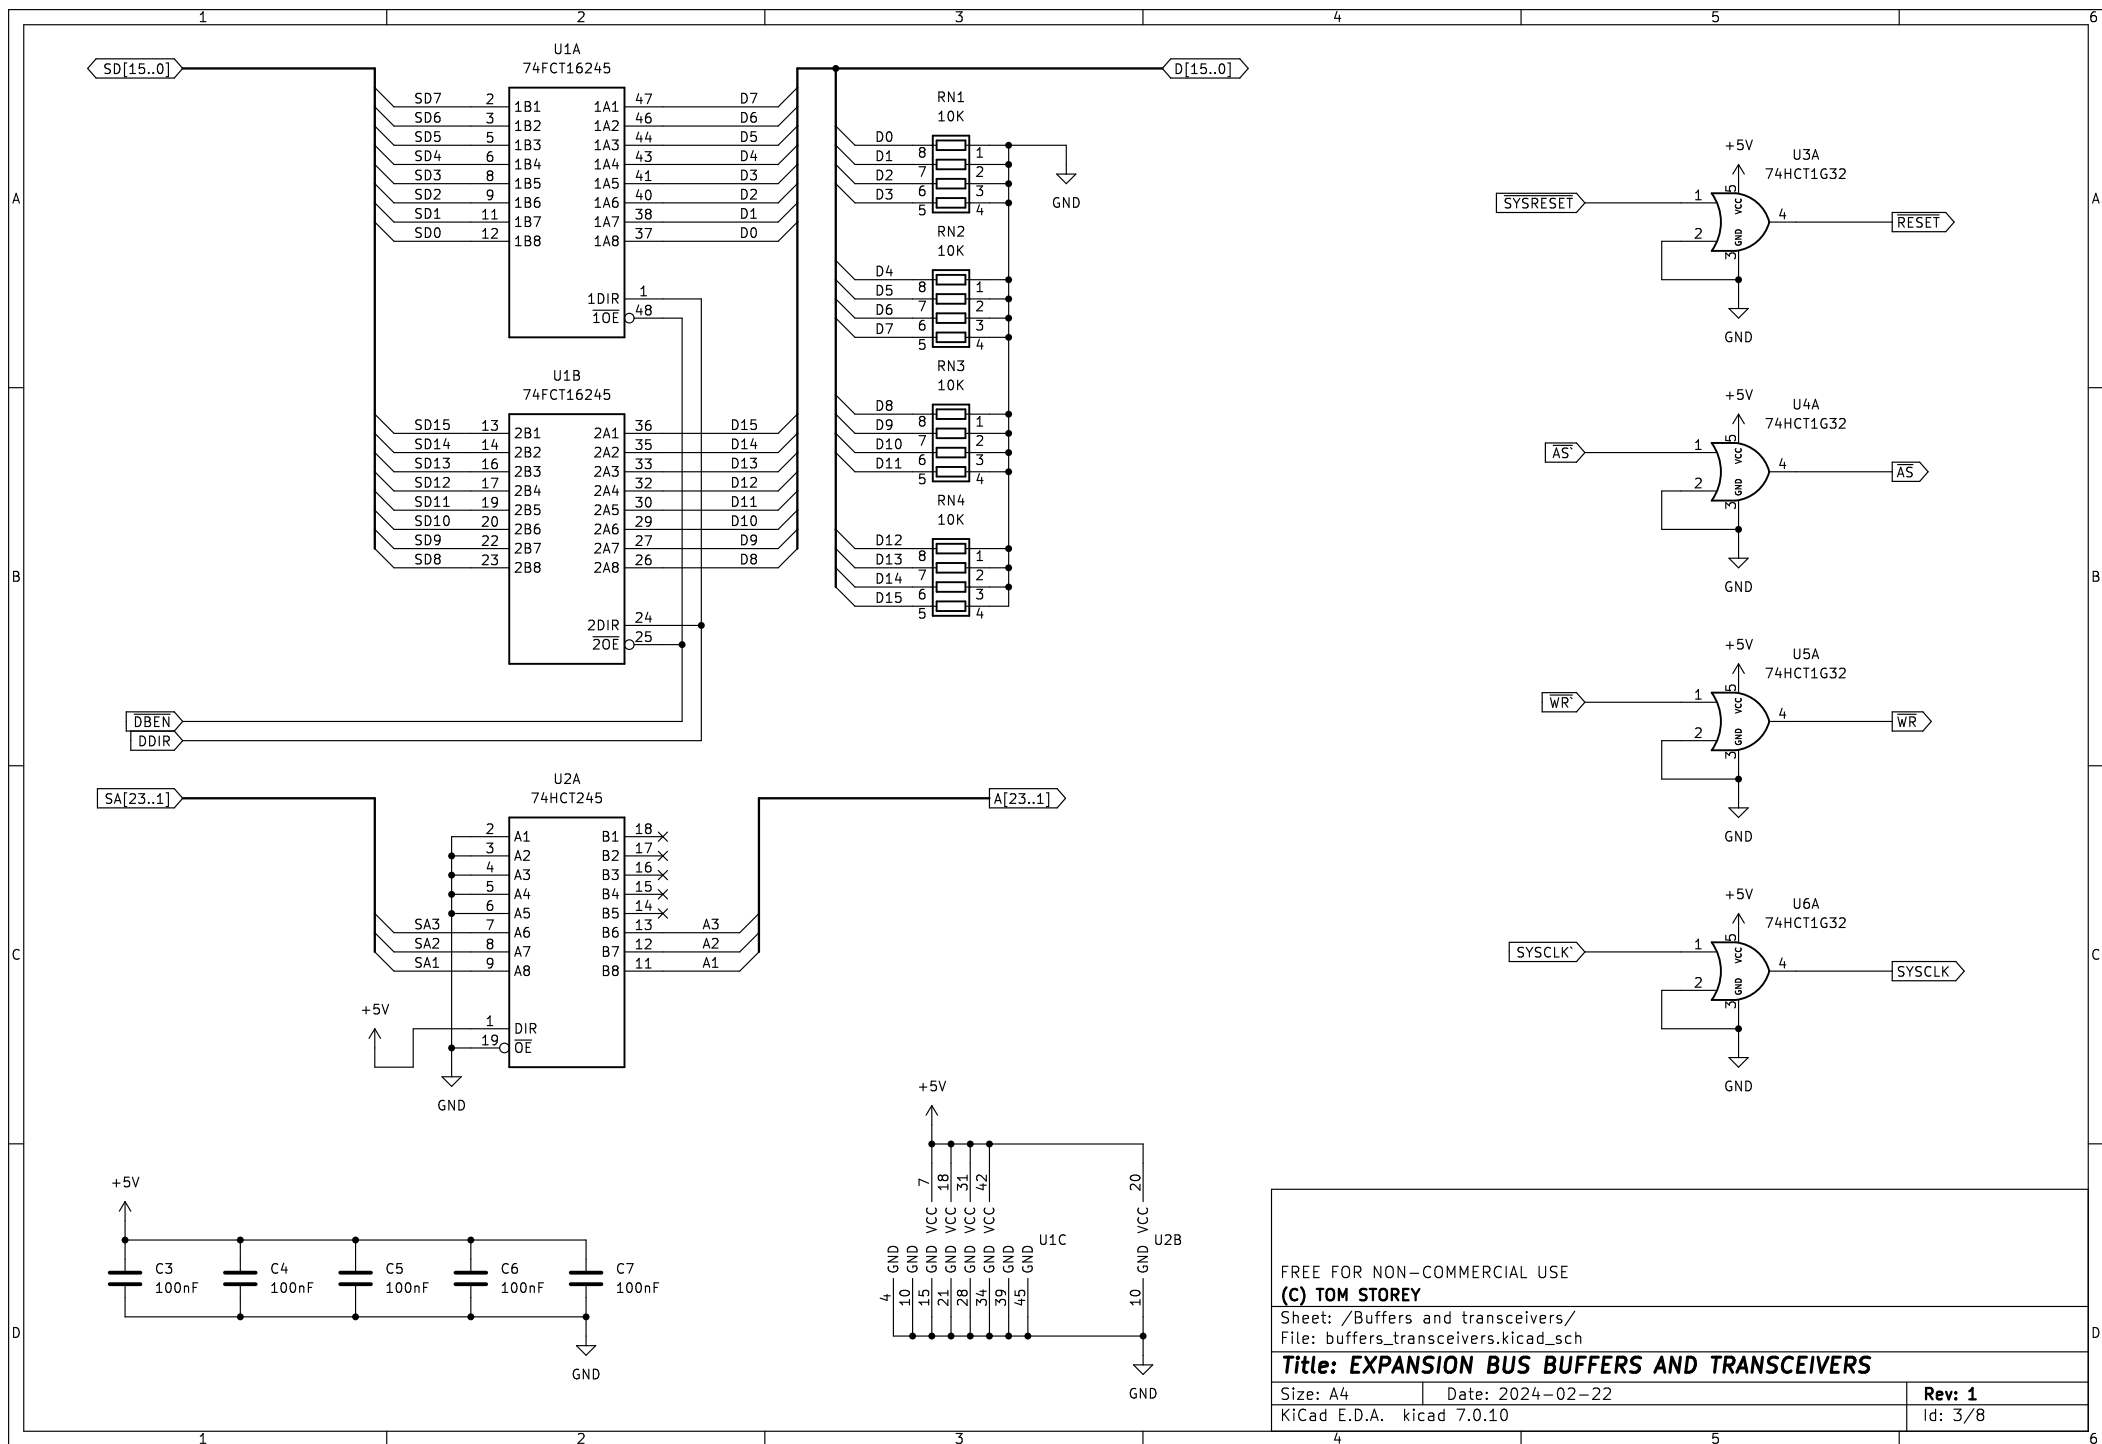 1 2 3 4 5 6
A
B
C
D
A
B
C
D
1 2 3 4 5 6
SD[15..0]
U1A
74FCT16245
SD7 2 1B1 1A1 47 D7
SD6 3 1B2 1A2 46 D6
SD5 5 1B3 1A3 44 D5
SD4 6 1B4 1A4 43 D4
SD3 8 1B5 1A5 41 D3
SD2 9 1B6 1A6 40 D2
SD1 11 1B7 1A7 38 D1
SD0 12 1B8 1A8 37 D0
1DIR 1
1OE 48
U1B
74FCT16245
SD15 13 2B1 2A1 36 D15
SD14 14 2B2 2A2 35 D14
SD13 16 2B3 2A3 33 D13
SD12 17 2B4 2A4 32 D12
SD11 19 2B5 2A5 30 D11
SD10 20 2B6 2A6 29 D10
SD9 22 2B7 2A7 27 D9
SD8 23 2B8 2A8 26 D8
2DIR 24
2OE 25
DBEN
DDIR
D[15..0]
RN1
10K
D0 8 1
D1 7 2
D2 6 3
D3 5 4
GND
RN2
10K
D4 8 1
D5 7 2
D6 6 3
D7 5 4
RN3
10K
D8 8 1
D9 7 2
D10 6 3
D11 5 4
RN4
10K
D12 8 1
D13 7 2
D14 6 3
D15 5 4
SA[23..1]
U2A
74HCT245
A[23..1]
2 A1 B1 18
3 A2 B2 17
4 A3 B3 16
5 A4 B4 15
6 A5 B5 14
SA3 7 A6 B6 13 A3
SA2 8 A7 B7 12 A2
SA1 9 A8 B8 11 A1
+5V
1 DIR
19 OE
GND
+5V
U3A
74HCT1G32
SYSRESET 1 5 VCC
2 GND 3
4 RESET
GND
+5V
U4A
74HCT1G32
AS` 1 5 VCC
2 GND 3
4 AS
GND
+5V
U5A
74HCT1G32
WR` 1 5 VCC
2 GND 3
4 WR
GND
+5V
U6A
74HCT1G32
SYSCLK` 1 5 VCC
2 GND 3
4 SYSCLK
GND
+5V
C3
100nF
C4
100nF
C5
100nF
C6
100nF
C7
100nF
GND
+5V
7 18 31 42 20
VCC VCC VCC VCC VCC
U1C U2B
GND GND GND GND GND GND GND GND GND
4 10 15 21 28 34 39 45 10
GND
FREE FOR NON-COMMERCIAL USE
(C) TOM STOREY
Sheet: /Buffers and transceivers/
File: buffers_transceivers.kicad_sch
Title: EXPANSION BUS BUFFERS AND TRANSCEIVERS
Size: A4 Date: 2024-02-22 Rev: 1
KiCad E.D.A. kicad 7.0.10 Id: 3/8